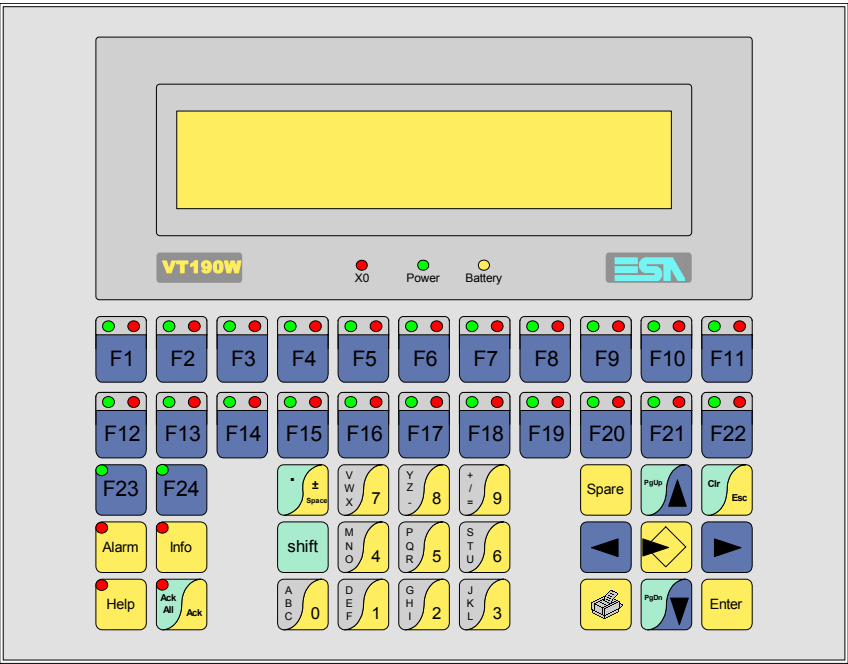 VT190W
X0 Power Battery
ESA
F1 F2 F3 F4 F5 F6 F7 F8 F9 F10 F11
F12 F13 F14 F15 F16 F17 F18 F19 F20 F21 F22
F23 F24
. ± Space
V W X 7
Y Z - 8
+ / = 9
Spare
PgUp
Clr Esc
Alarm Info
shift
M N O 4
P Q R 5
S T U 6
Help
Ack All Ack
A B C 0
D E F 1
G H I 2
J K L 3
PgDn
Enter